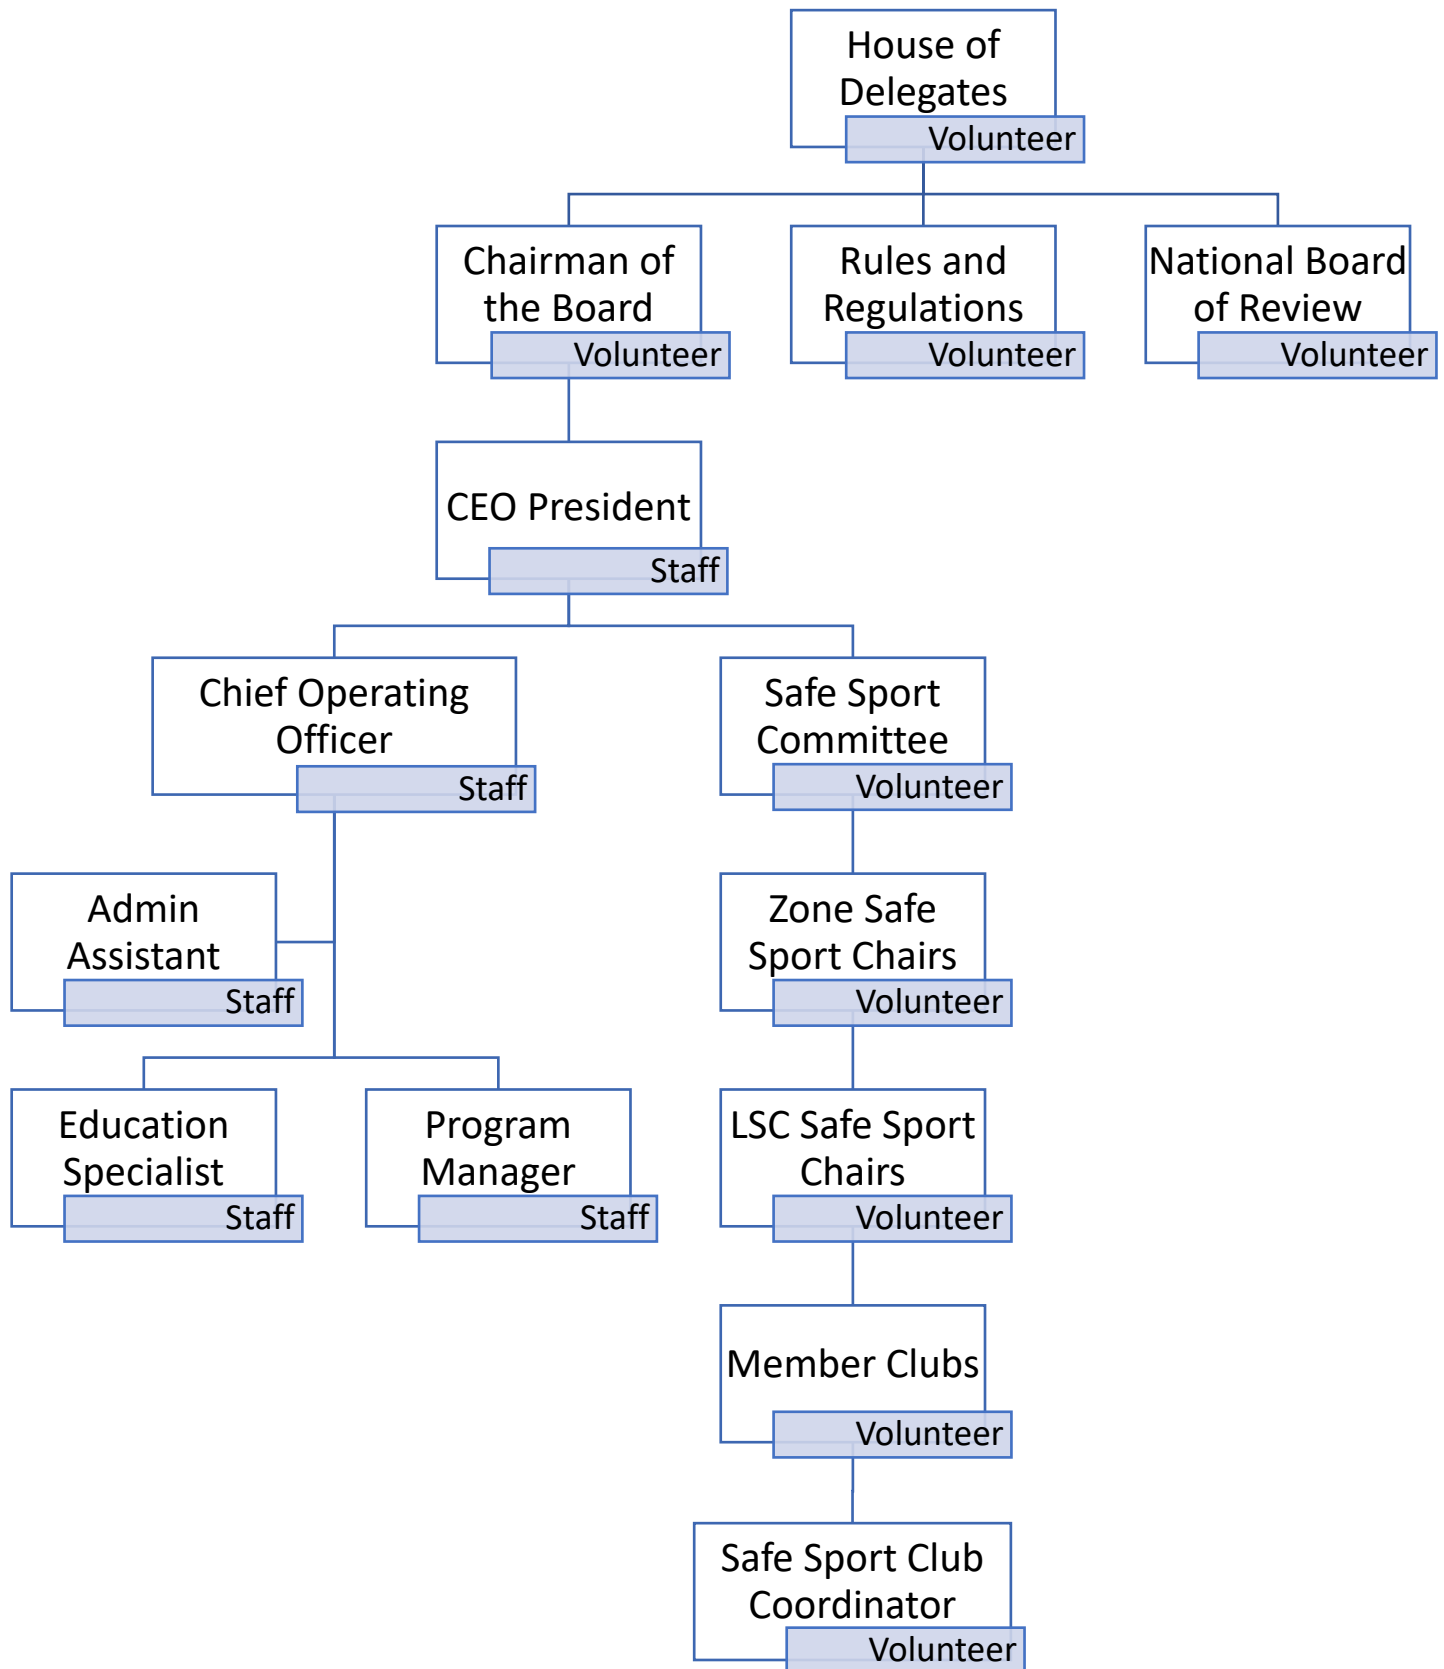 House of
Delegates
Volunteer
Chairman of
the Board
Volunteer
Rules and
Regulations
Volunteer
National Board
of Review
Volunteer
CEO President
Staff
Chief Operating
Officer
Staff
Safe Sport
Committee
Volunteer
Admin
Assistant
Staff
Zone Safe
Sport Chairs
Volunteer
Education
Specialist
Staff
Program
Manager
Staff
LSC Safe Sport
Chairs
Volunteer
Member Clubs
Volunteer
Safe Sport Club
Coordinator
Volunteer